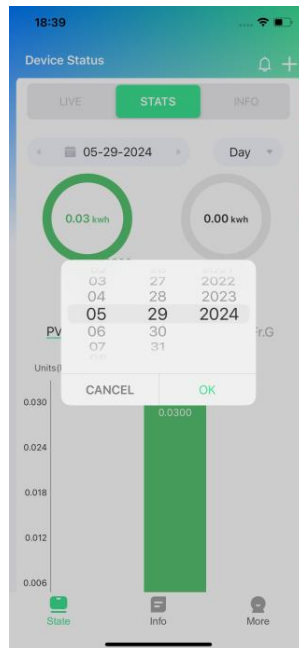 18:39
Device Status
LIVE STATS INFO
05-29-2024 Day
0.03 kwh 0.00 kwh
03 27 2022
04 28 2023
05 29 2024
06 30
07 31
PV r.G
Units(
CANCEL OK
0.030 0.0300
0.024
0.018
0.012
0.006
State Info More